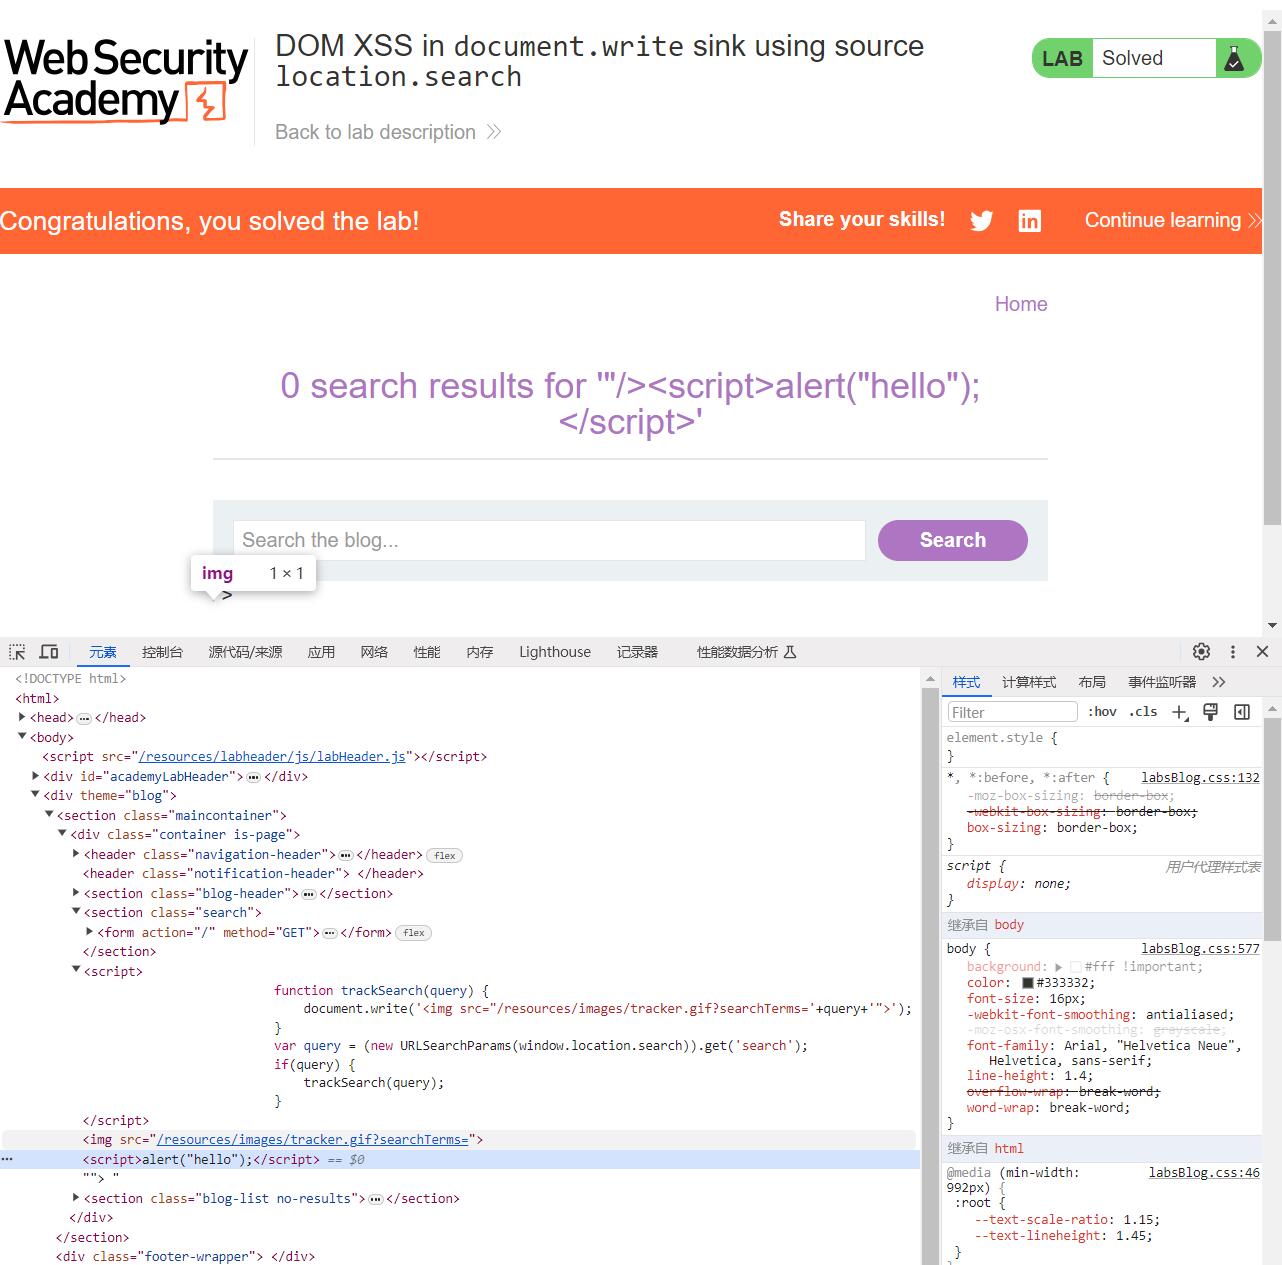 Web Security
Academy
DOM XSS in document.write sink using source
location.search
Back to lab description
LAB Solved
Congratulations, you solved the lab!
Share your skills!
Continue learning
Home
0 search results for '"/><script>alert("hello");
</script>'
Search the blog...
Search
img 1 × 1
>
元素 控制台 源代码/来源 应用 网络 性能 内存 Lighthouse 记录器 性能数据分析
<!DOCTYPE html>
<html>
<head>…</head>
<body>
<script src="/resources/labheader/js/labHeader.js"></script>
<div id="academyLabHeader">…</div>
<div theme="blog">
<section class="maincontainer">
<div class="container is-page">
<header class="navigation-header">…</header> flex
<header class="notification-header"> </header>
<section class="blog-header">…</section>
<section class="search">
<form action="/" method="GET">…</form> flex
</section>
<script>
function trackSearch(query) {
document.write('<img src="/resources/images/tracker.gif?searchTerms='+query+'">');
}
var query = (new URLSearchParams(window.location.search)).get('search');
if(query) {
trackSearch(query);
}
</script>
<img src="/resources/images/tracker.gif?searchTerms=">
… <script>alert("hello");</script> == $0
""> "
<section class="blog-list no-results">…</section>
</div>
</section>
<div class="footer-wrapper"> </div>
样式 计算样式 布局 事件监听器
Filter :hov .cls
element.style {
}
*, *:before, *:after { labsBlog.css:132
-moz-box-sizing: border-box;
-webkit-box-sizing: border-box;
box-sizing: border-box;
}
script { 用户代理样式表
display: none;
}
继承自 body
body { labsBlog.css:577
background: #fff !important;
color: #333332;
font-size: 16px;
-webkit-font-smoothing: antialiased;
-moz-osx-font-smoothing: grayscale;
font-family: Arial, "Helvetica Neue",
Helvetica, sans-serif;
line-height: 1.4;
overflow-wrap: break-word;
word-wrap: break-word;
}
继承自 html
@media (min-width: labsBlog.css:46
992px) {
:root {
--text-scale-ratio: 1.15;
--text-lineheight: 1.45;
}